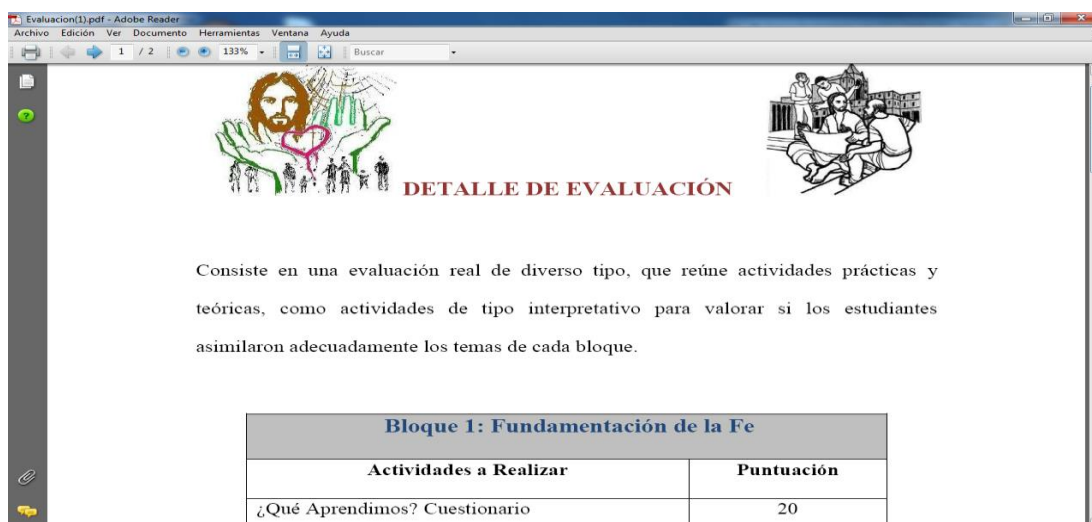 Evaluacion(1).pdf - Adobe Reader
Archivo Edición Ver Documento Herramientas Ventana Ayuda
1 / 2 133% Buscar
DETALLE DE EVALUACIÓN
Consiste en una evaluación real de diverso tipo, que reúne actividades prácticas y
teóricas, como actividades de tipo interpretativo para valorar si los estudiantes
asimilaron adecuadamente los temas de cada bloque.
Bloque 1: Fundamentación de la Fe
Actividades a Realizar Puntuación
¿Qué Aprendimos? Cuestionario 20